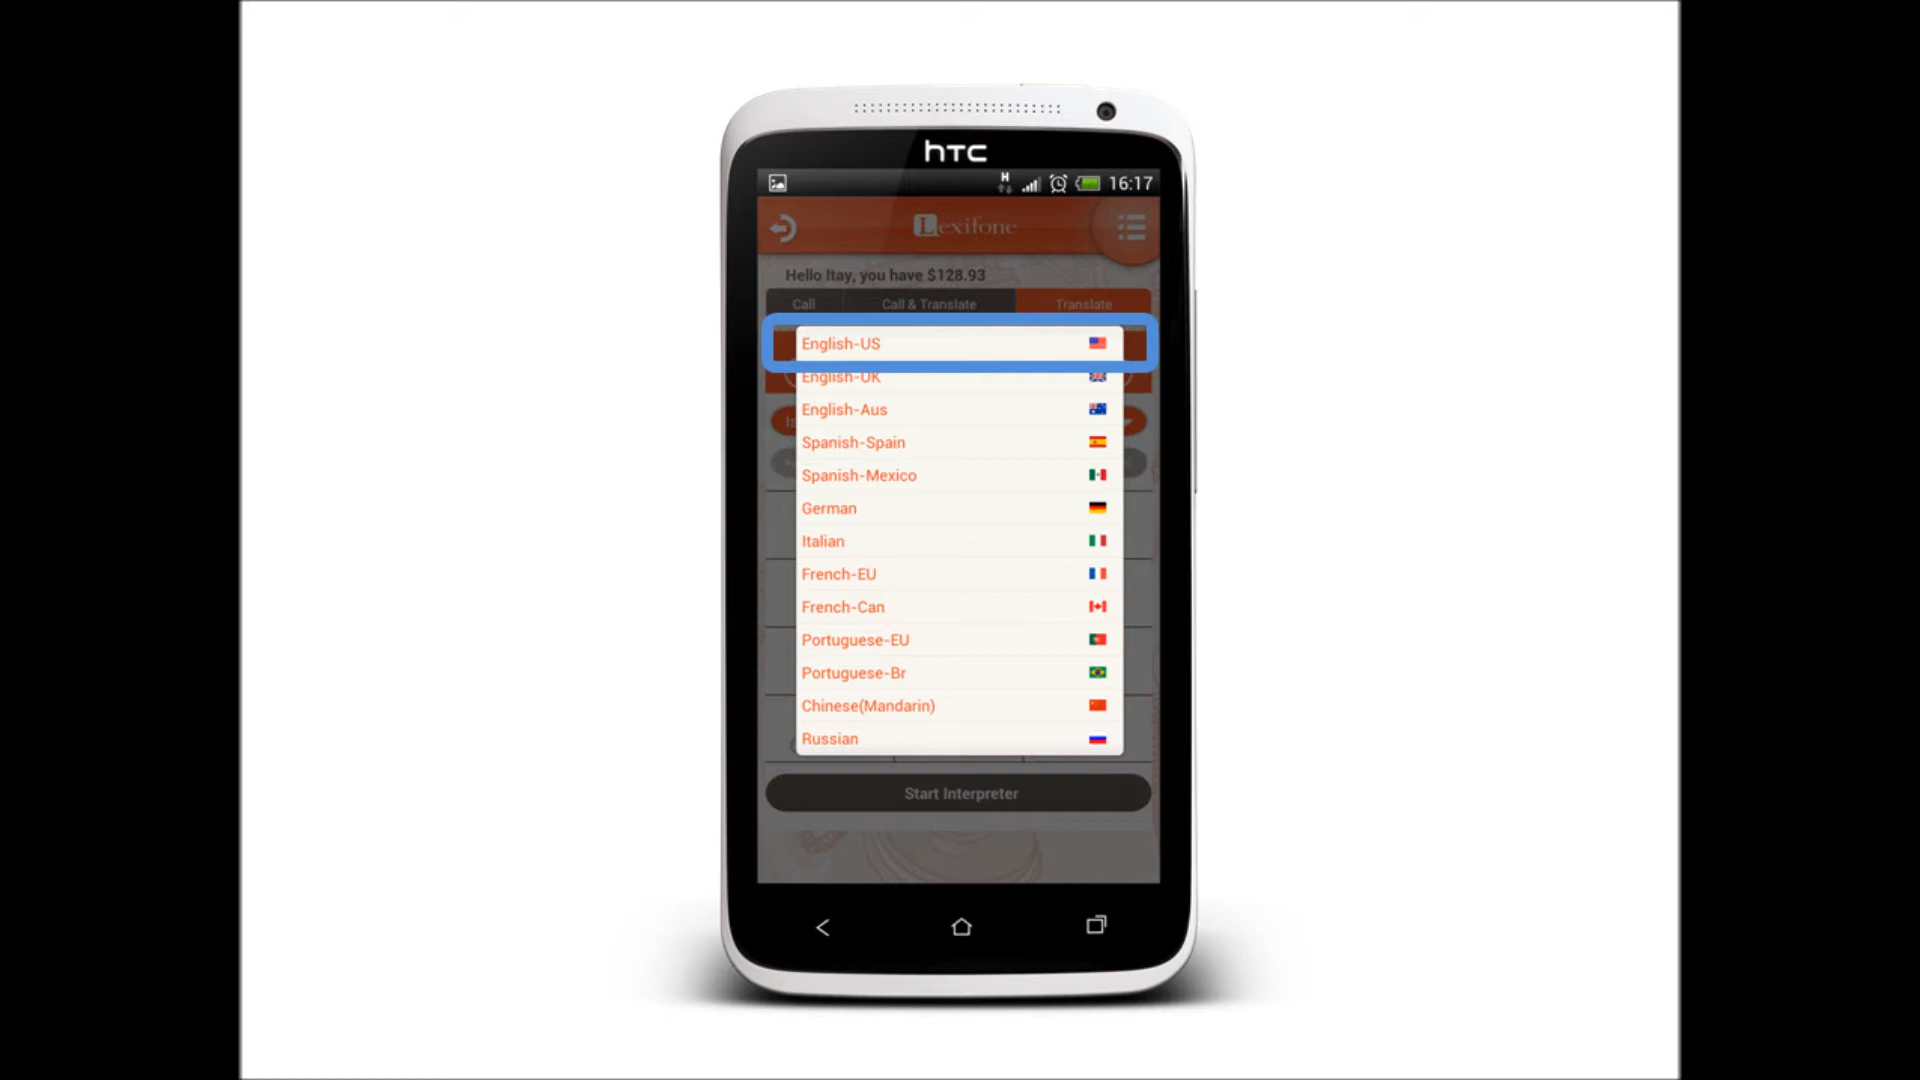 hTC
H 16:17
Lexifone
Hello Itay, you have $128.93
Call Call & Translate Translate
English-US
English-UK
English-Aus
Spanish-Spain
Spanish-Mexico
German
Italian
French-EU
French-Can
Portuguese-EU
Portuguese-Br
Chinese(Mandarin)
Russian
Start Interpreter